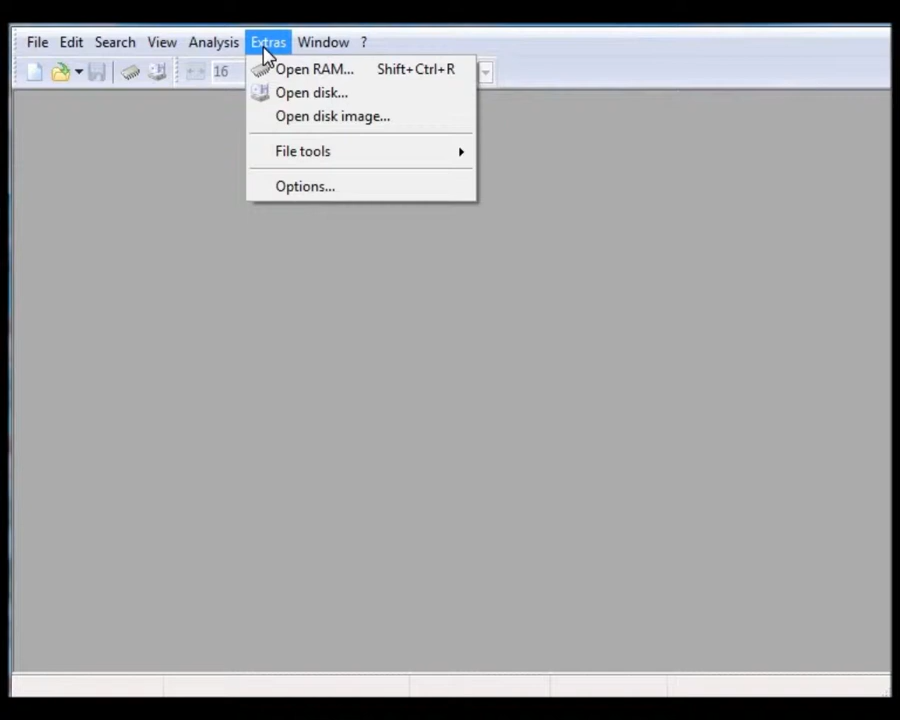 File Edit Search View Analysis Extras Window ?
16
Open RAM... Shift+Ctrl+R
Open disk...
Open disk image...
File tools
Options...